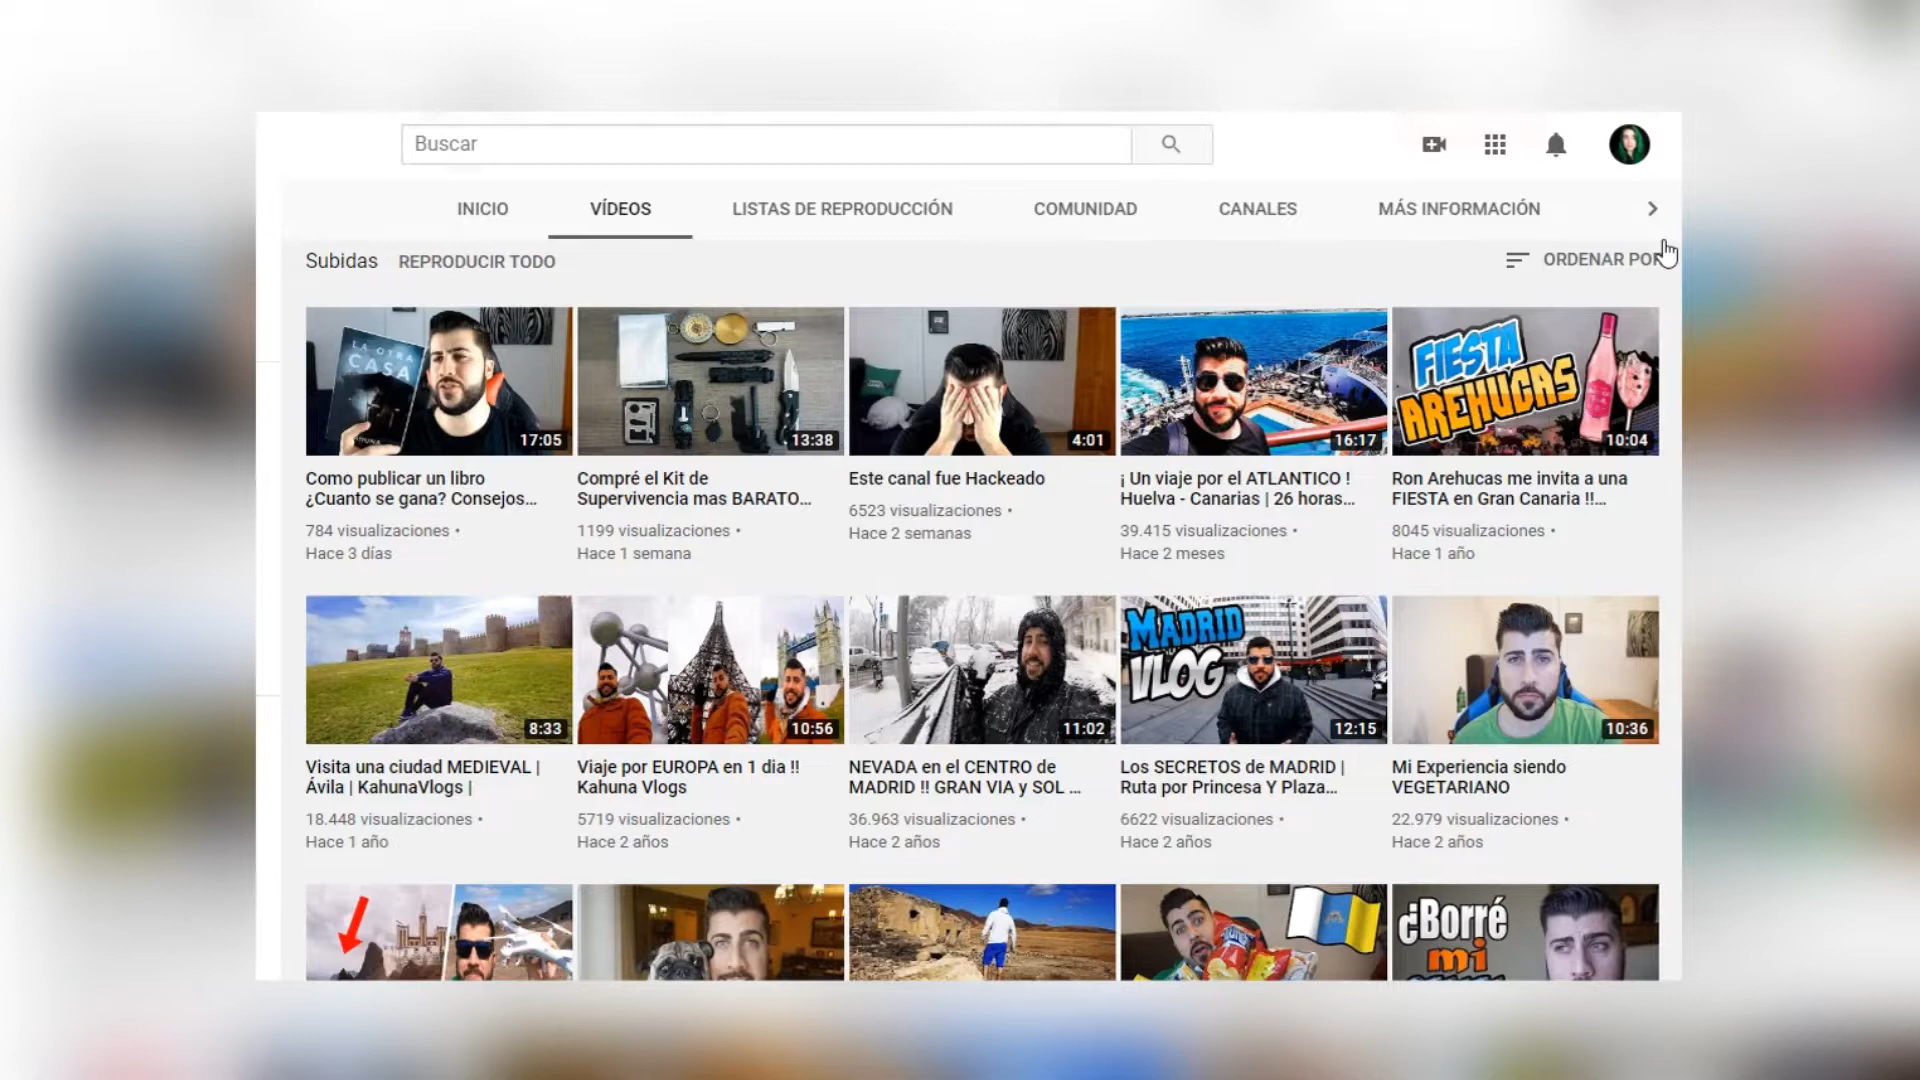 Buscar
INICIO
VÍDEOS
LISTAS DE REPRODUCCIÓN
COMUNIDAD
CANALES
MÁS INFORMACIÓN
Subidas
REPRODUCIR TODO
ORDENAR POR
LA OTRA
CASA
17:05
13:38
4:01
16:17
FIESTA
AREHUCAS
10:04
Como publicar un libro
¿Cuanto se gana? Consejos...
784 visualizaciones •
Hace 3 días
Compré el Kit de
Supervivencia mas BARATO...
1199 visualizaciones •
Hace 1 semana
Este canal fue Hackeado
6523 visualizaciones •
Hace 2 semanas
¡ Un viaje por el ATLANTICO !
Huelva - Canarias | 26 horas...
39.415 visualizaciones •
Hace 2 meses
Ron Arehucas me invita a una
FIESTA en Gran Canaria !!...
8045 visualizaciones •
Hace 1 año
8:33
10:56
11:02
MADRID
VLOG
12:15
10:36
Visita una ciudad MEDIEVAL |
Ávila | KahunaVlogs |
18.448 visualizaciones •
Hace 1 año
Viaje por EUROPA en 1 dia !!
Kahuna Vlogs
5719 visualizaciones •
Hace 2 años
NEVADA en el CENTRO de
MADRID !! GRAN VIA y SOL ...
36.963 visualizaciones •
Hace 2 años
Los SECRETOS de MADRID |
Ruta por Princesa Y Plaza...
6622 visualizaciones •
Hace 2 años
Mi Experiencia siendo
VEGETARIANO
22.979 visualizaciones •
Hace 2 años
¿Borré
mi